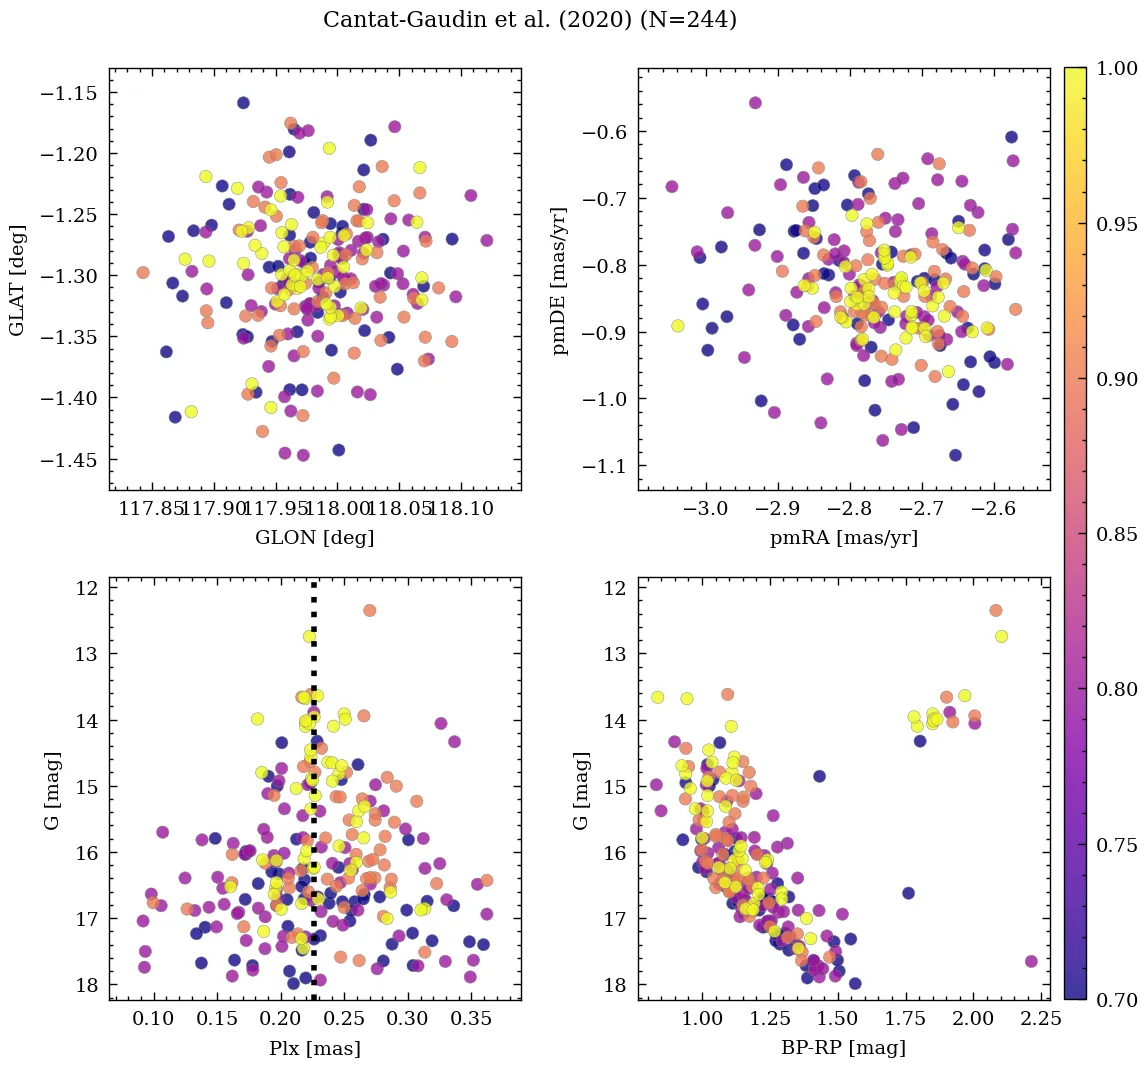 Cantat-Gaudin et al. (2020) (N=244)
−1.15
−1.20
−1.25
−1.30
−1.35
−1.40
−1.45
GLAT [deg]
117.85 117.90 117.95 118.00 118.05 118.10
GLON [deg]
−0.6
−0.7
−0.8
−0.9
−1.0
−1.1
pmDE [mas/yr]
−3.0 −2.9 −2.8 −2.7 −2.6
pmRA [mas/yr]
12
13
14
15
16
17
18
G [mag]
0.10 0.15 0.20 0.25 0.30 0.35
Plx [mas]
12
13
14
15
16
17
18
G [mag]
1.00 1.25 1.50 1.75 2.00 2.25
BP-RP [mag]
1.00
0.95
0.90
0.85
0.80
0.75
0.70